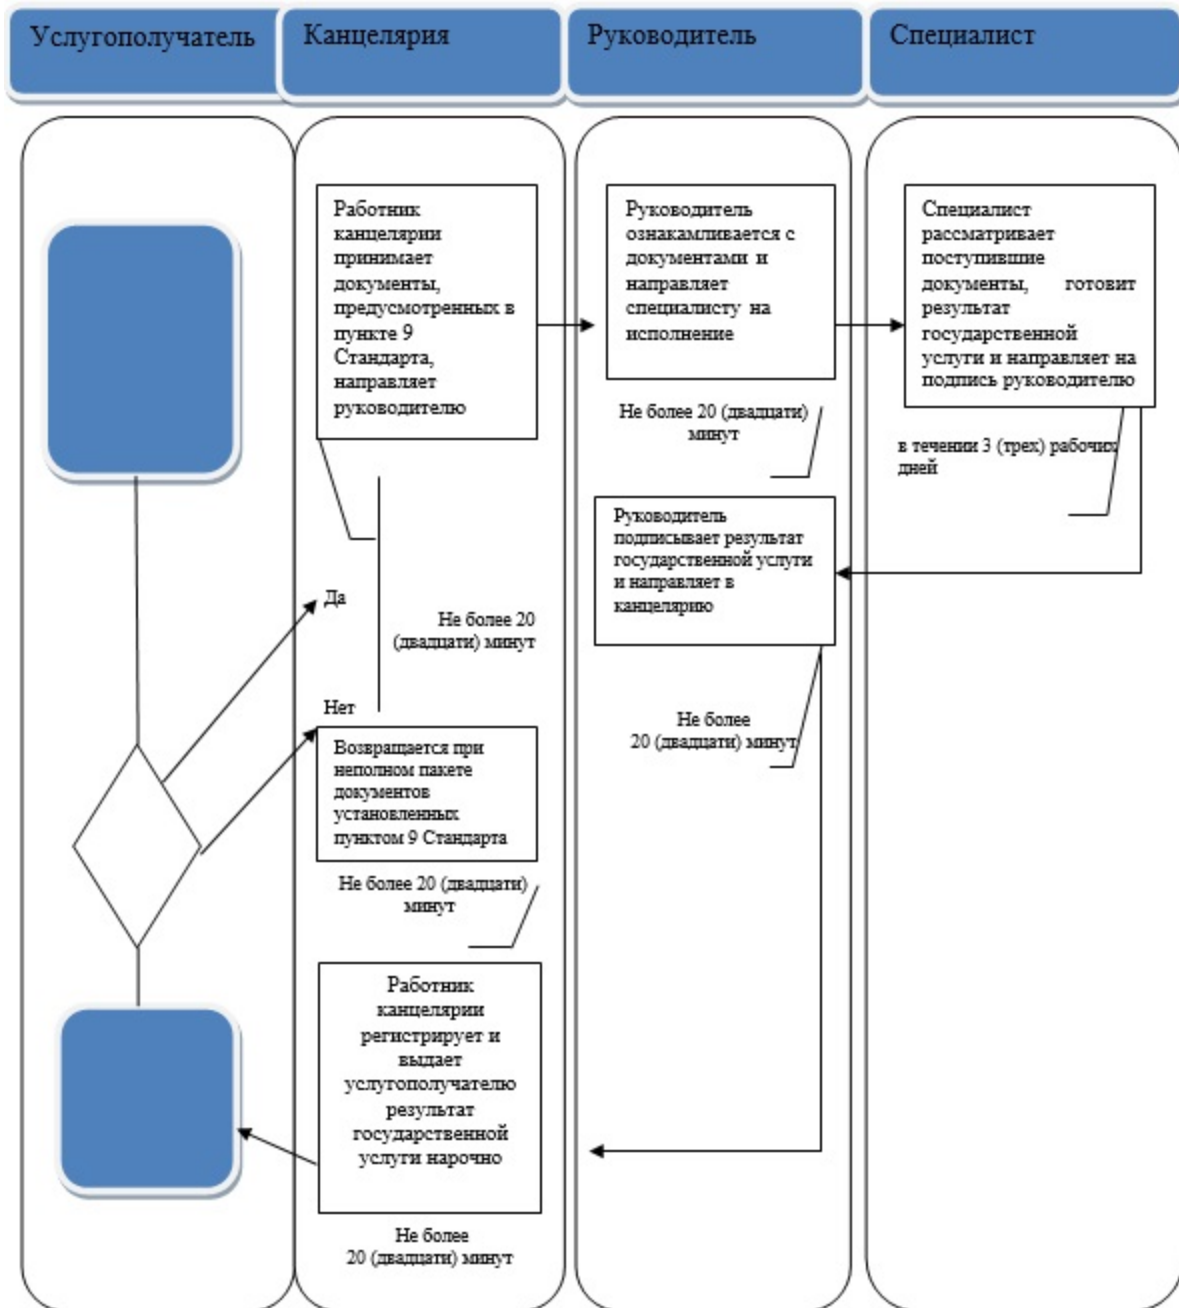 Услугополучатель
Канцелярия
Руководитель
Специалист
Работник
канцелярии
принимает
документы,
предусмотренных в
пункте 9
Стандарта,
направляет
руководителю
Да
Не более 20
(двадцати) минут
Нет
Возвращается при
неполном пакете
документов
установленных
пунктом 9 Стандарта
Не более 20 (двадцати)
минут
Работник
канцелярии
регистрирует и
выдает
услугополучателю
результат
государственной
услуги нарочно
Не более
20 (двадцати) минут
Руководитель
ознакамливается с
документами и
направляет
специалисту на
исполнение
Не более 20 (двадцати)
минут
Руководитель
подписывает результат
государственной услуги
и направляет в
канцелярию
Не более
20 (двадцати) минут
Специалист
рассматривает
поступившие
документы, готовит
результат
государственной
услуги и направляет на
подпись руководителю
в течении 3 (трех) рабочих
дней